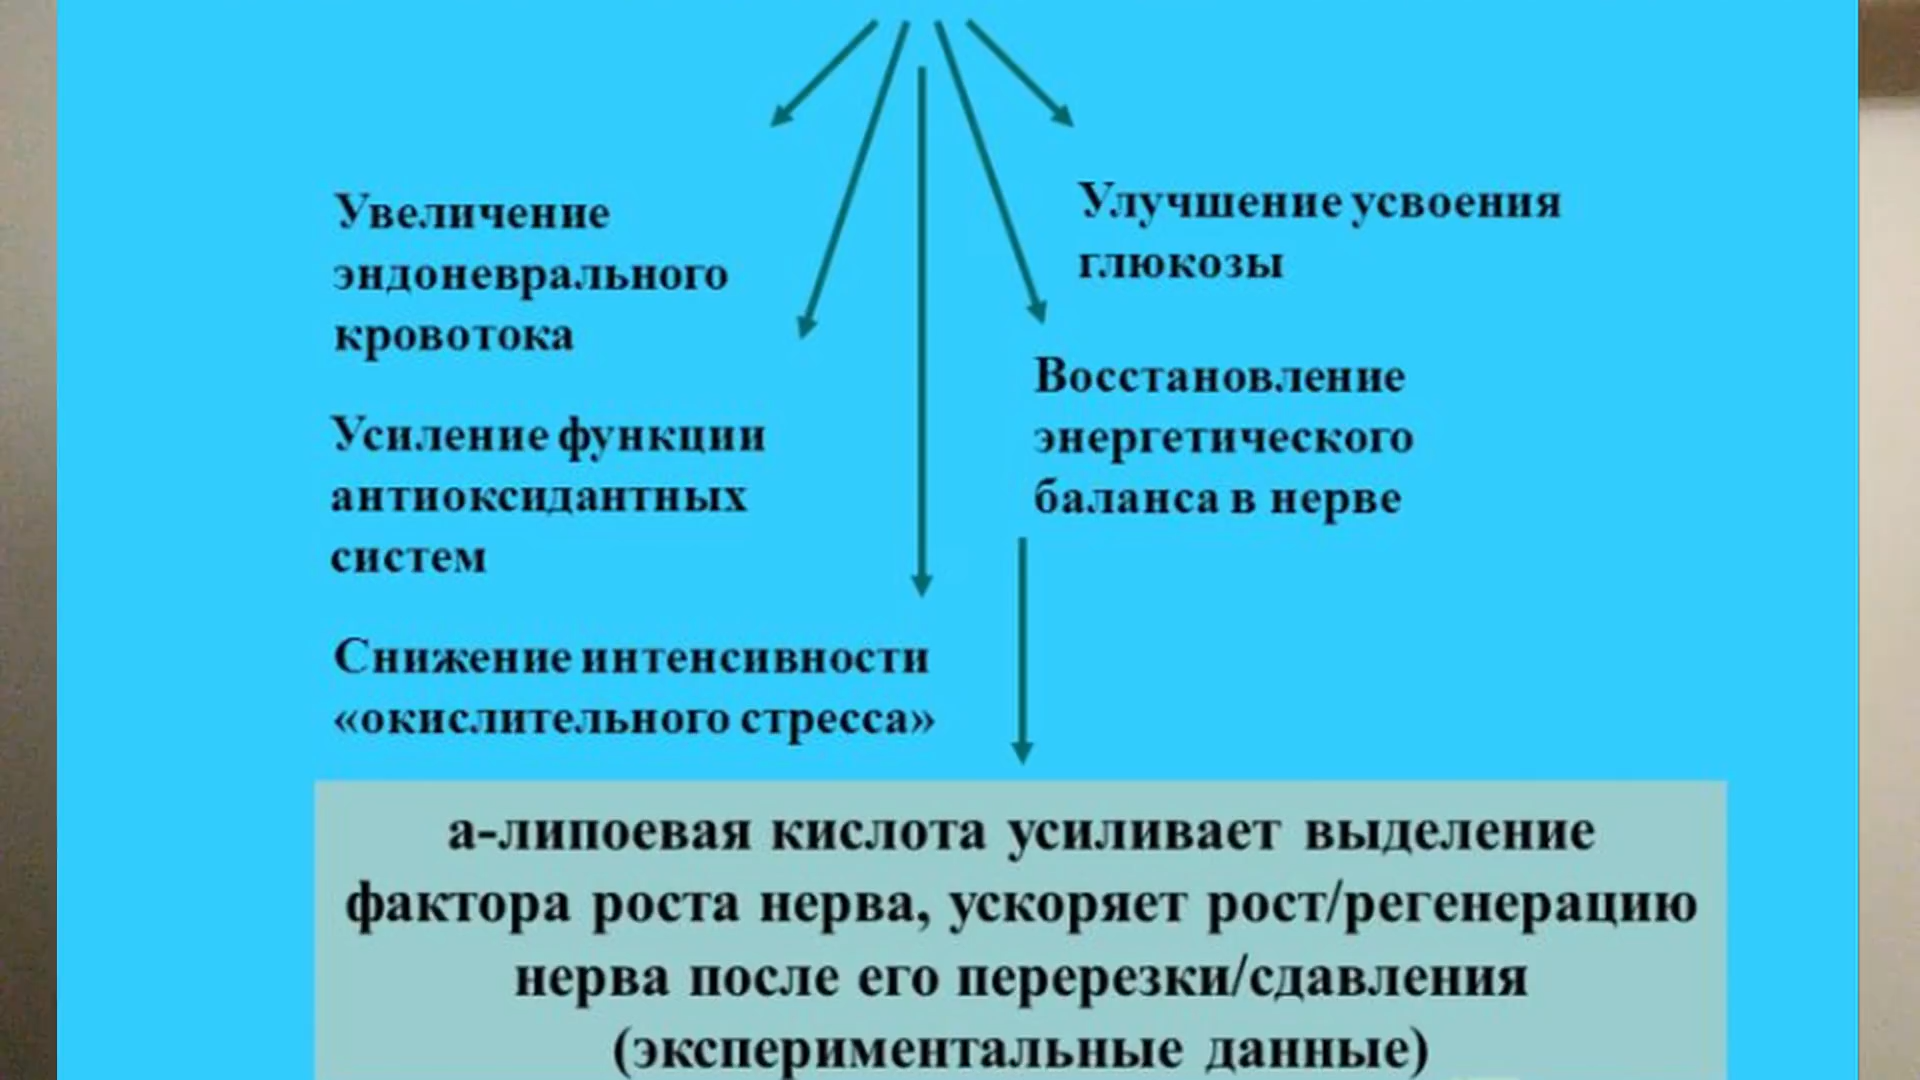 Увеличение
эндоневрального
кровотока
Усиление функции
антиоксидантных
систем
Снижение интенсивности
«окислительного стресса»
Улучшение усвоения
глюкозы
Восстановление
энергетического
баланса в нерве
а-липоевая кислота усиливает выделение
фактора роста нерва, ускоряет рост/регенерацию
нерва после его перерезки/сдавления
(экспериментальные данные)